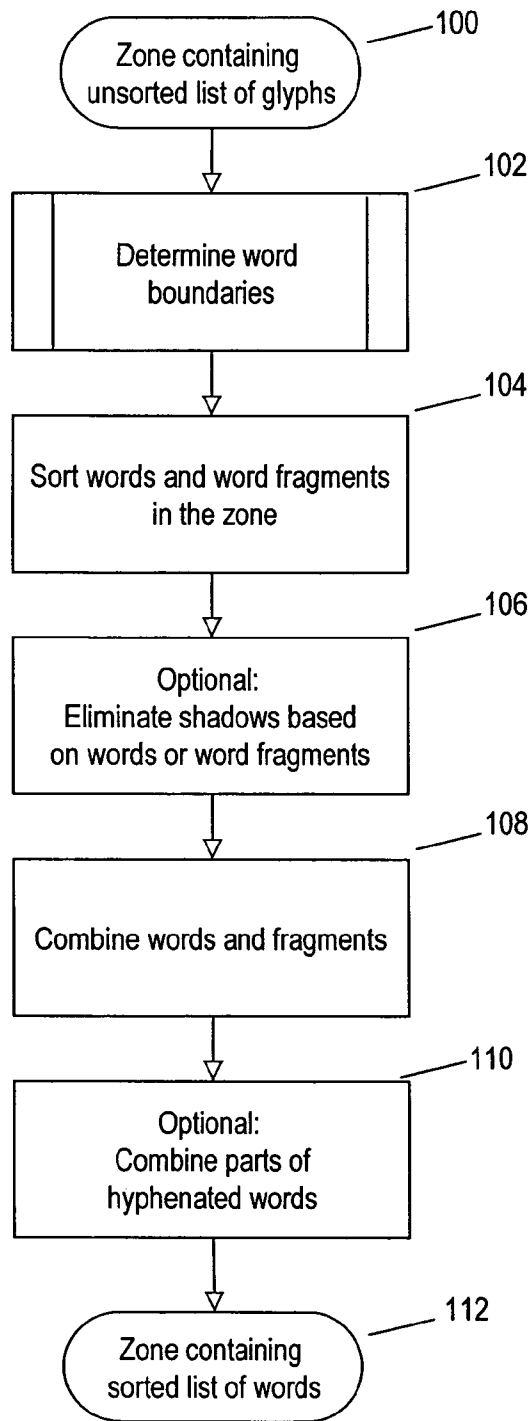 100
Zone containing
unsorted list of glyphs
102
Determine word
boundaries
104
Sort words and word fragments
in the zone
106
Optional:
Eliminate shadows based
on words or word fragments
108
Combine words and fragments
110
Optional:
Combine parts of
hyphenated words
112
Zone containing
sorted list of words